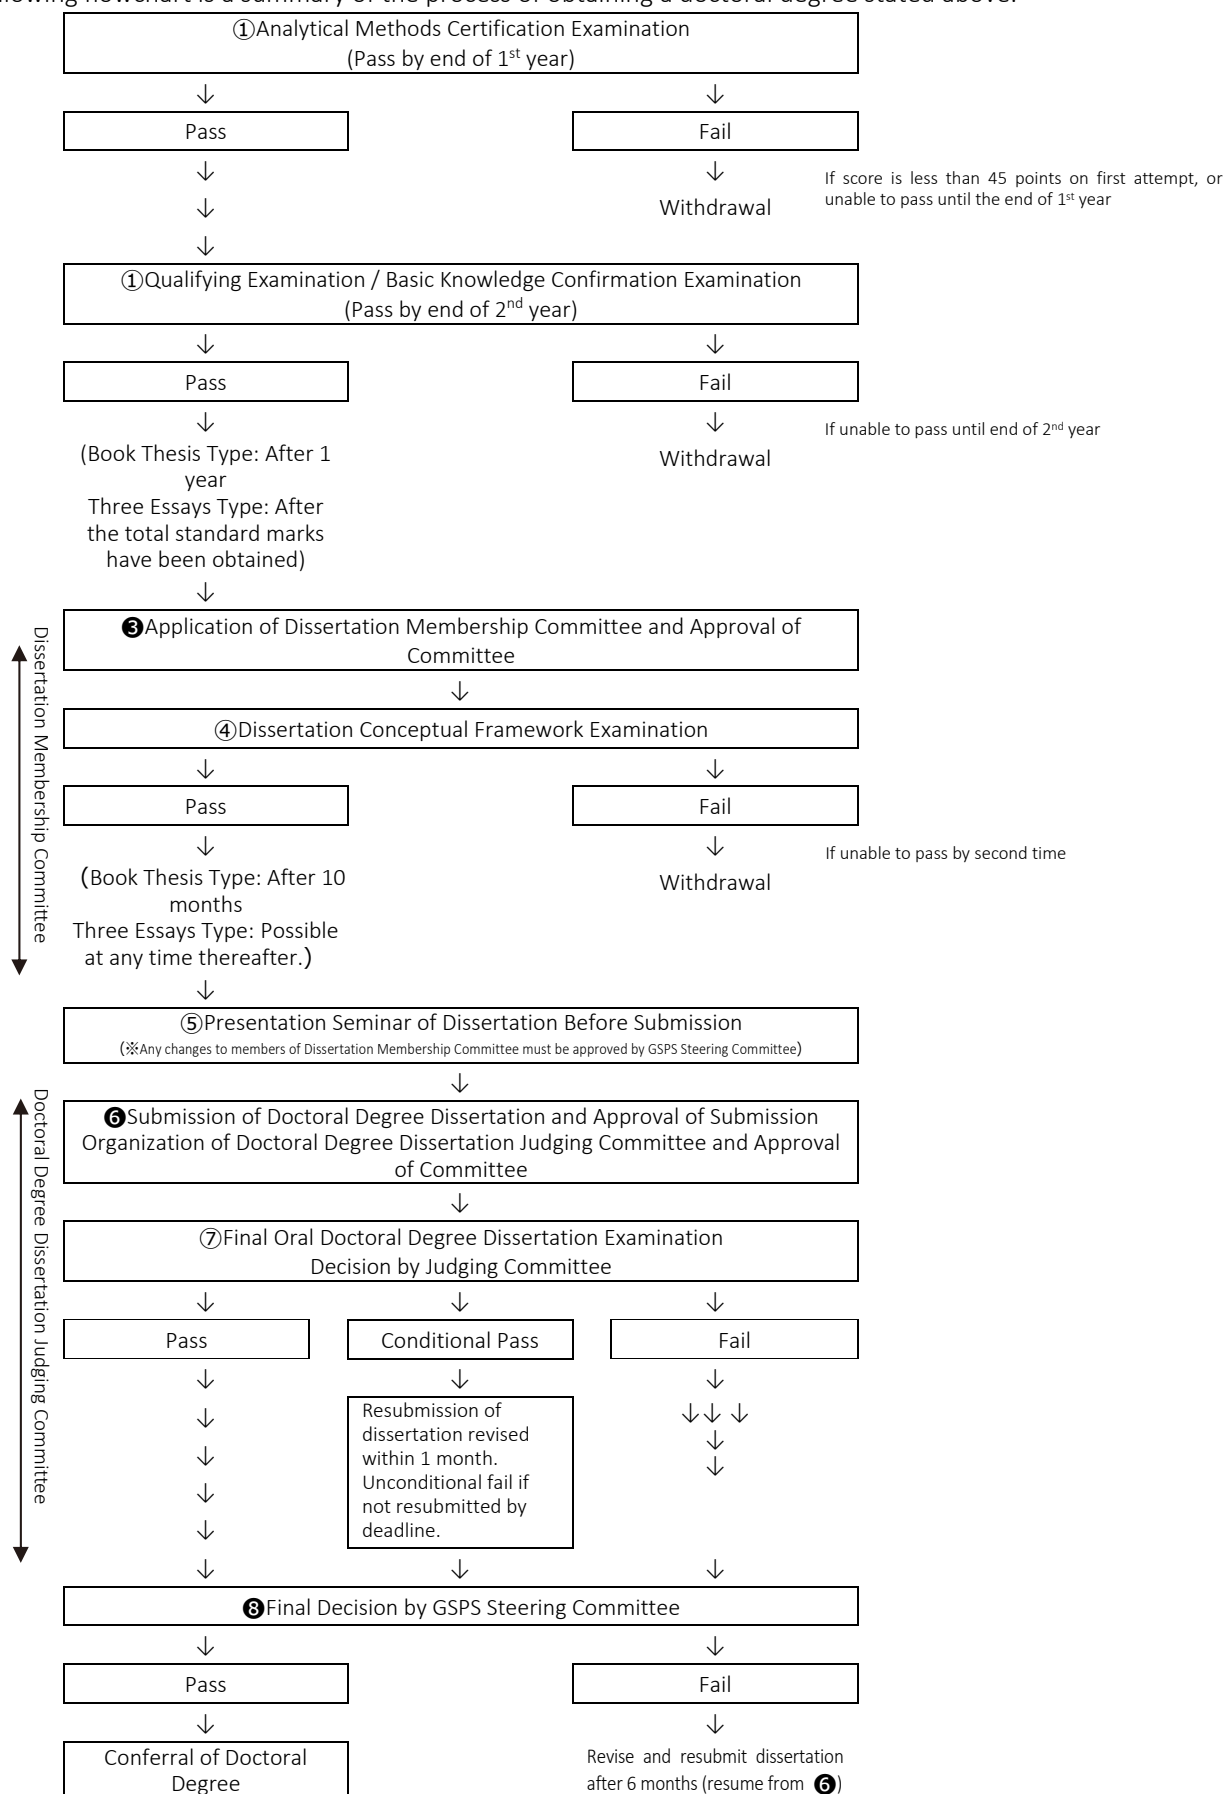 lowing flowchart is a summary of the process of obtaining a doctoral degree stated above.
①Analytical Methods Certification Examination
(Pass by end of 1st year)
↓ ↓
Pass Fail
↓ ↓
If score is less than 45 points on first attempt, or
unable to pass until the end of 1st year
↓ Withdrawal
↓
①Qualifying Examination / Basic Knowledge Confirmation Examination
(Pass by end of 2nd year)
↓ ↓
Pass Fail
↓ ↓
If unable to pass until end of 2nd year
(Book Thesis Type: After 1
year
Three Essays Type: After
the total standard marks
have been obtained)
Withdrawal
↓
Dissertation Membership Committee
❸Application of Dissertation Membership Committee and Approval of
Committee
↓
④Dissertation Conceptual Framework Examination
↓ ↓
Pass Fail
↓ ↓
If unable to pass by second time
(Book Thesis Type: After 10
months
Three Essays Type: Possible
at any time thereafter.)
Withdrawal
↓
⑤Presentation Seminar of Dissertation Before Submission
(※Any changes to members of Dissertation Membership Committee must be approved by GSPS Steering Committee)
↓
Doctoral Degree Dissertation Judging Committee
❻Submission of Doctoral Degree Dissertation and Approval of Submission
Organization of Doctoral Degree Dissertation Judging Committee and Approval
of Committee
↓
⑦Final Oral Doctoral Degree Dissertation Examination
Decision by Judging Committee
↓ ↓ ↓
Pass Conditional Pass Fail
↓ ↓ ↓
Resubmission of
dissertation revised
within 1 month.
Unconditional fail if
not resubmitted by
deadline.
↓ ↓↓ ↓
↓ ↓
↓ ↓
↓
↓ ↓ ↓
❽Final Decision by GSPS Steering Committee
↓ ↓
Pass Fail
↓ ↓
Conferral of Doctoral
Degree
Revise and resubmit dissertation
after 6 months (resume from ❻)